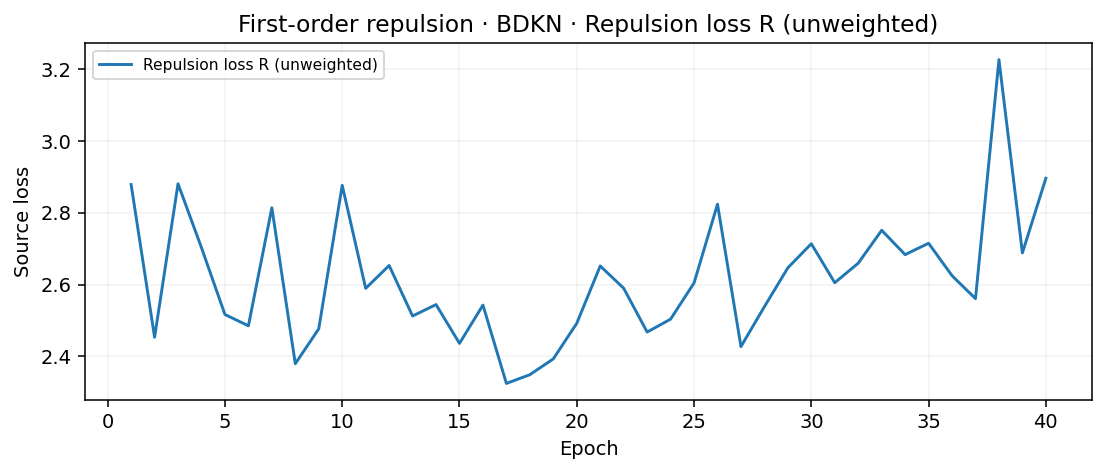 First-order repulsion · BDKN · Repulsion loss R (unweighted)
Repulsion loss R (unweighted)
Source loss
3.2
3.0
2.8
2.6
2.4
0 5 10 15 20 25 30 35 40
Epoch